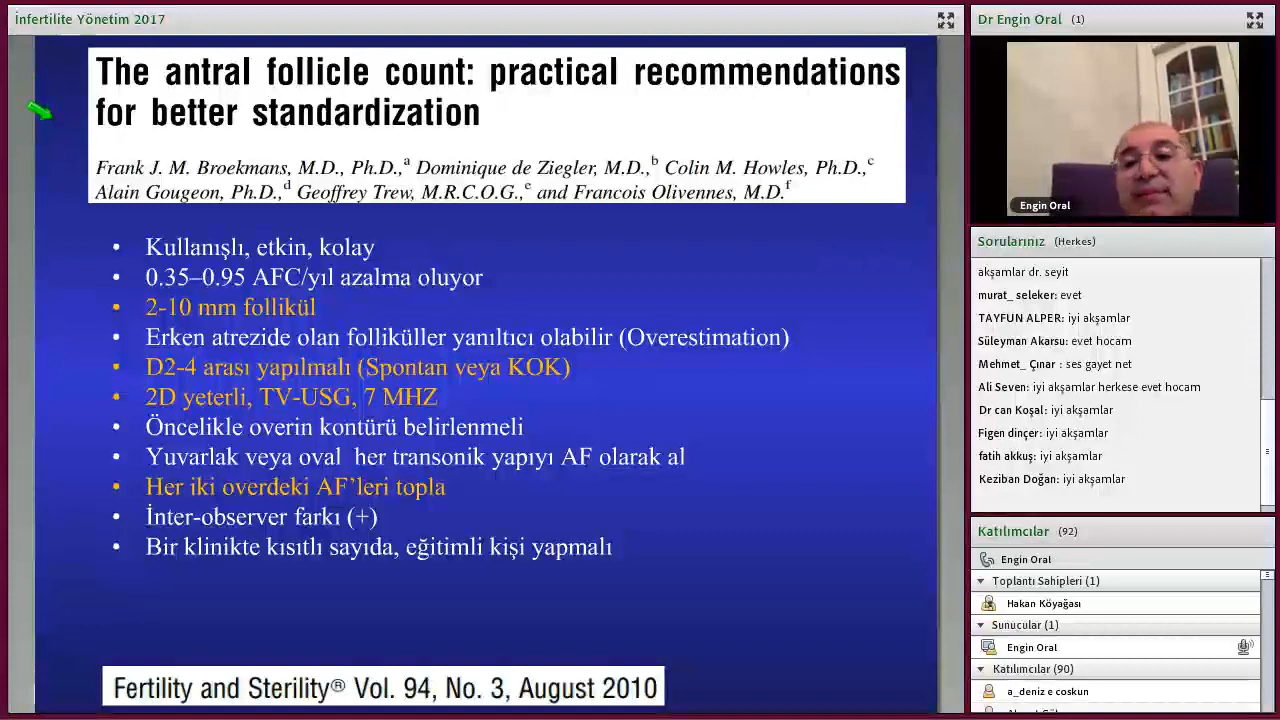 İnfertilite Yönetim 2017
The antral follicle count: practical recommendations
for better standardization
Frank J. M. Broekmans, M.D., Ph.D.,a Dominique de Ziegler, M.D.,b Colin M. Howles, Ph.D.,c
Alain Gougeon, Ph.D.,d Geoffrey Trew, M.R.C.O.G.,e and Francois Olivennes, M.D.f
• Kullanışlı, etkin, kolay
• 0.35–0.95 AFC/yıl azalma oluyor
• 2-10 mm follikül
• Erken atrezide olan folliküller yanıltıcı olabilir (Overestimation)
• D2-4 arası yapılmalı (Spontan veya KOK)
• 2D yeterli, TV-USG, 7 MHZ
• Öncelikle overin kontürü belirlenmeli
• Yuvarlak veya oval her transonik yapıyı AF olarak al
• Her iki overdeki AF’leri topla
• İnter-observer farkı (+)
• Bir klinikte kısıtlı sayıda, eğitimli kişi yapmalı
Fertility and Sterility® Vol. 94, No. 3, August 2010
Dr Engin Oral (1)
Engin Oral
Sorularınız (Herkes)
akşamlar dr. seyit
murat_ seleker: evet
TAYFUN ALPER: iyi akşamlar
Süleyman Akarsu: evet hocam
Mehmet_ Çınar : ses gayet net
Ali Seven: iyi akşamlar herkese evet hocam
Dr can Koşal: iyi akşamlar
Figen dinçer: iyi akşamlar
fatih akkuş: iyi akşamlar
Keziban Doğan: iyi akşamlar
Katılımcılar (92)
Engin Oral
Toplantı Sahipleri (1)
Hakan Köyağası
Sunucular (1)
Engin Oral
Katılımcılar (90)
a_deniz e coskun